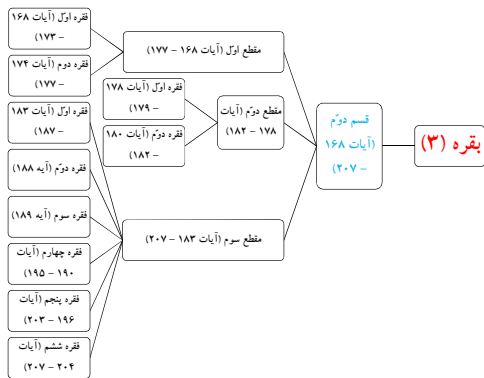 بقره (۳)
قسم دوّم
(آیات ۱۶۸
– ۲۰۷)
مقطع اوّل (آیات ۱۶۸ – ۱۷۷)
فقره اوّل (آیات ۱۶۸
– ۱۷۳)
فقره دوم (آیات ۱۷۴
– ۱۷۷)
مقطع دوّم (آیات
۱۷۸ – ۱۸۲)
فقره اوّل (آیات ۱۷۸
– ۱۷۹)
فقره دوّم (آیات ۱۸۰
– ۱۸۲)
مقطع سوم (آیات ۱۸۳ – ۲۰۷)
فقره اوّل (آیات ۱۸۳
– ۱۸۷)
فقره دوّم (آیه ۱۸۸)
فقره سوم (آیه ۱۸۹)
فقره چهارم (آیات
۱۹۰ – ۱۹۵)
فقره پنجم (آیات
۱۹۶ – ۲۰۳)
فقره ششم (آیات
۲۰۴ – ۲۰۷)